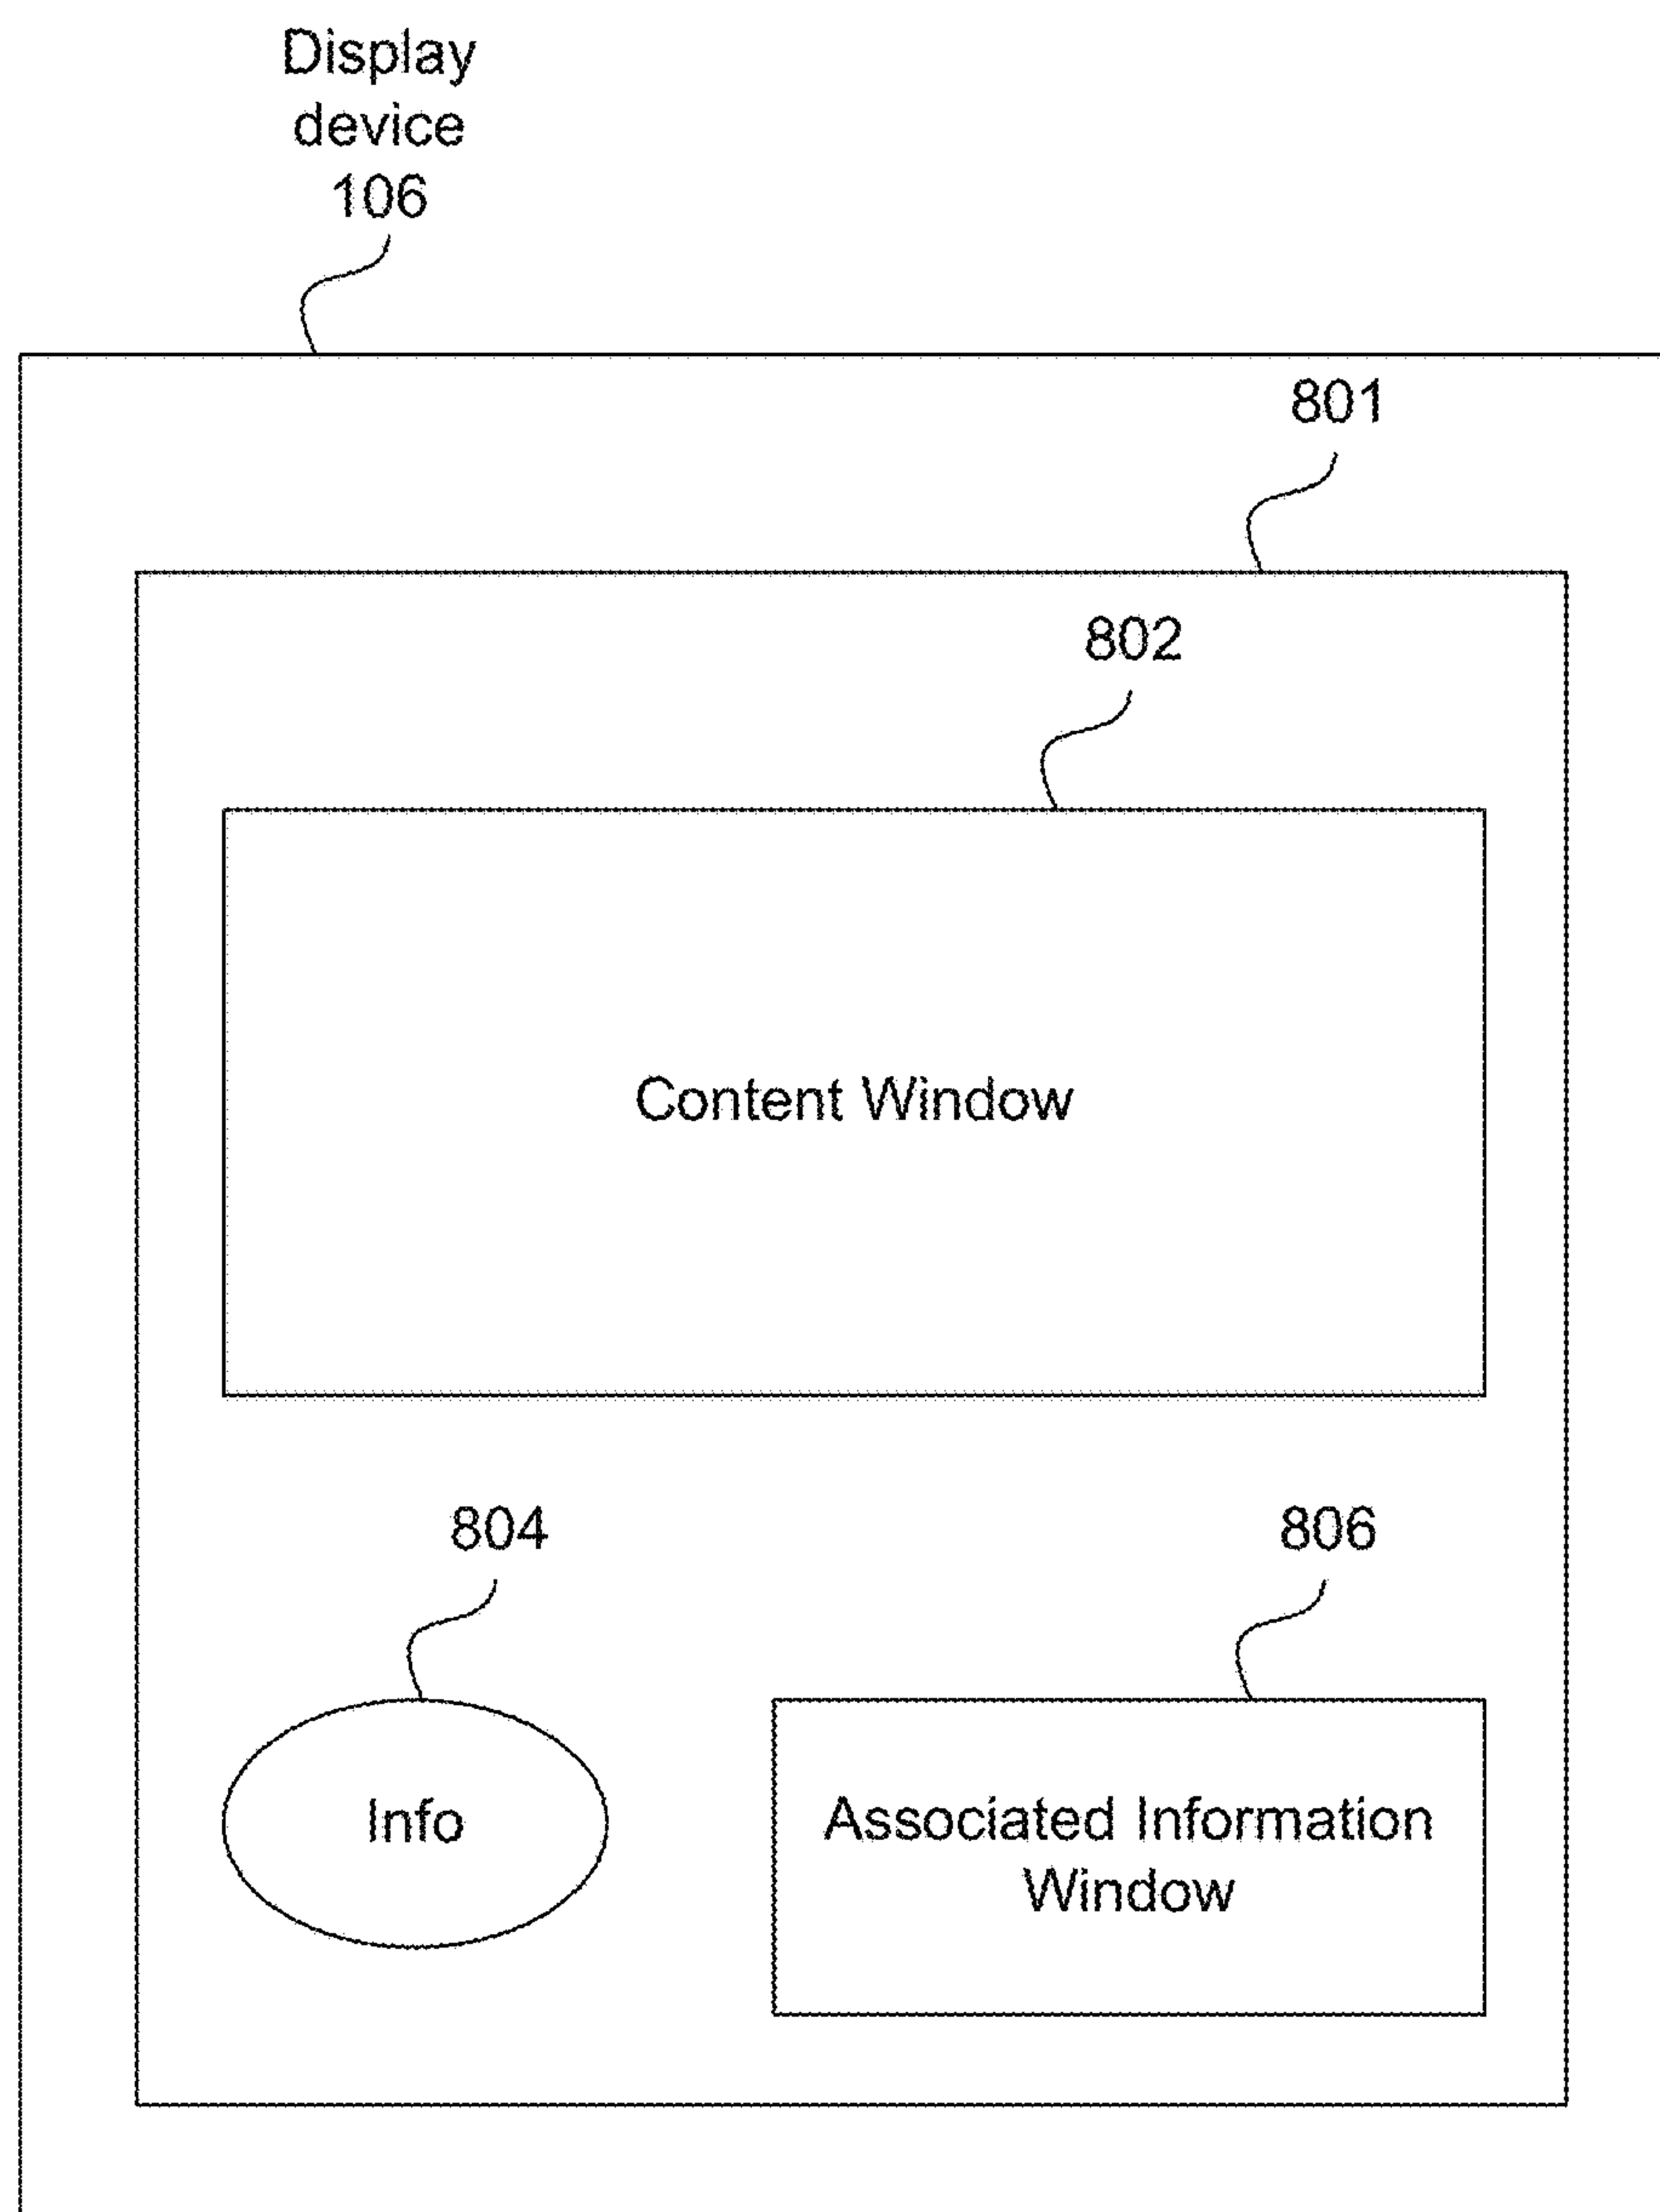 Display
device
106
801
802
Content Window
804
806
Info
Associated Information
Window